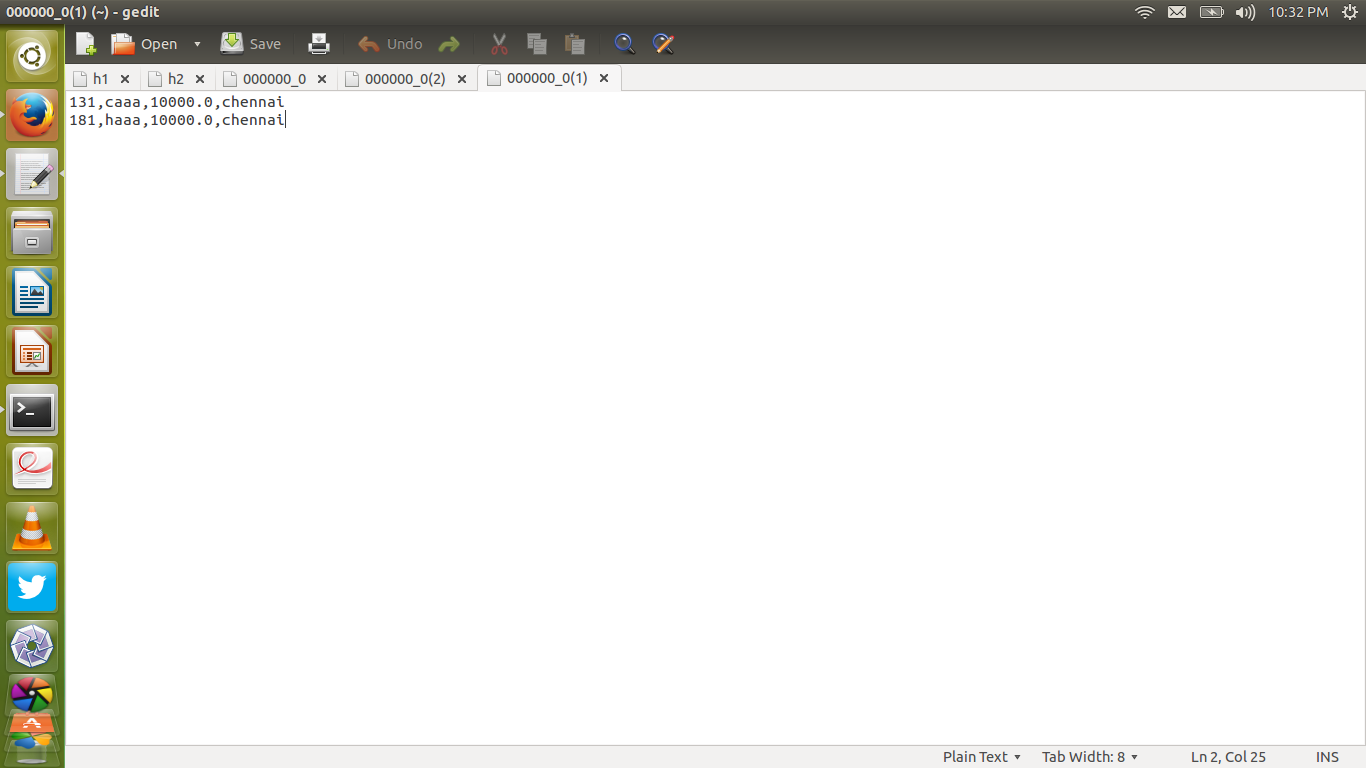 000000_0(1) (~) - gedit
10:32 PM
Open
Save
Undo
h1
h2
000000_0
000000_0(2)
000000_0(1)
131,caaa,10000.0,chennai
181,haaa,10000.0,chennai
Plain Text
Tab Width: 8
Ln 2, Col 25
INS